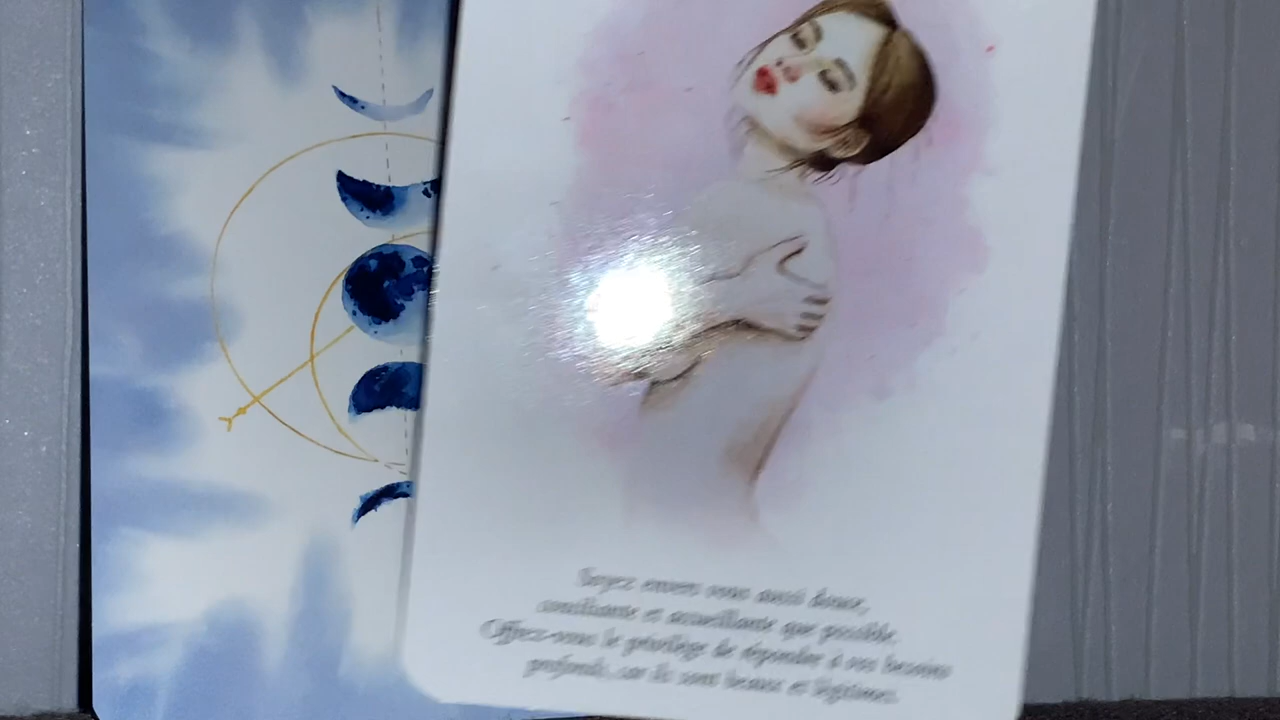 Soyez envers vous aussi douce,
conciliante et accueillante que possible.
Offrez-vous le privilège de répondre à vos besoins
profonds, car ils sont beaux et légitimes.